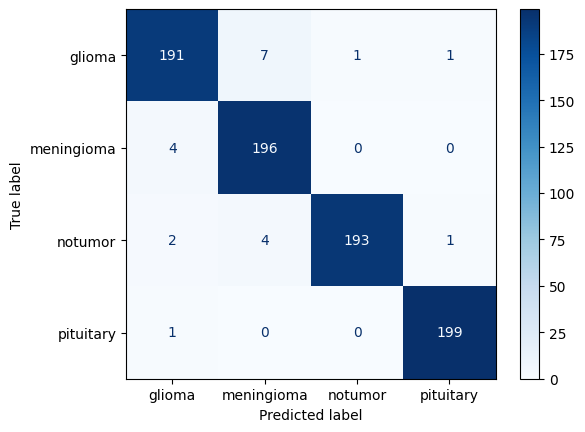 glioma 191 7 1 1
meningioma 4 196 0 0
notumor 2 4 193 1
pituitary 1 0 0 199
glioma meningioma notumor pituitary
Predicted label
True label
175
150
125
100
75
50
25
0